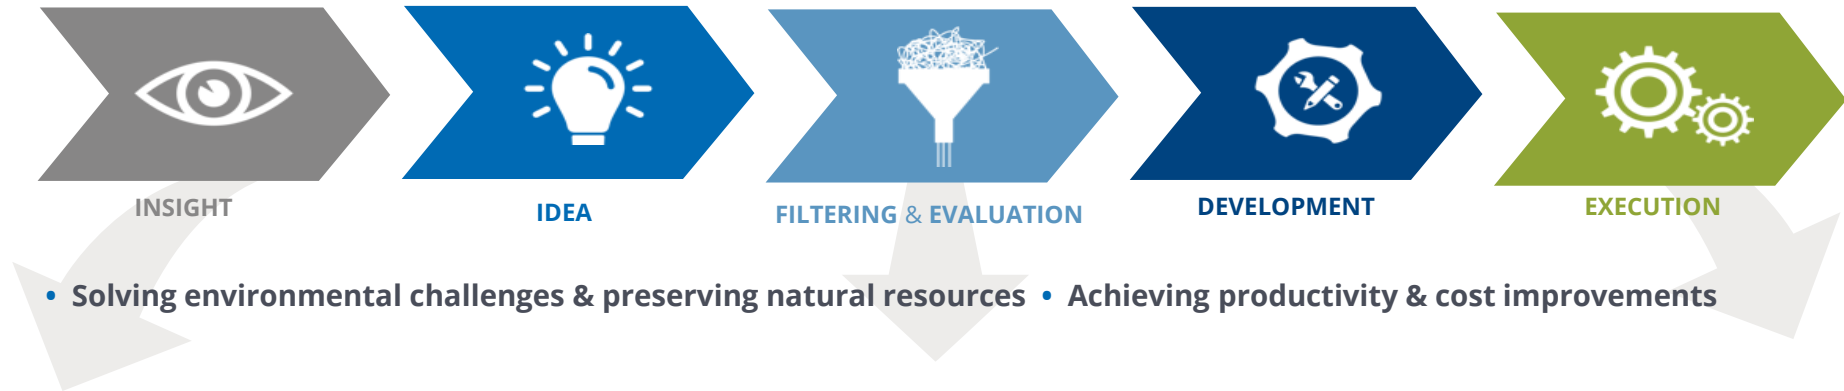 INSIGHT
IDEA
FILTERING & EVALUATION
DEVELOPMENT
EXECUTION
• Solving environmental challenges & preserving natural resources • Achieving productivity & cost improvements